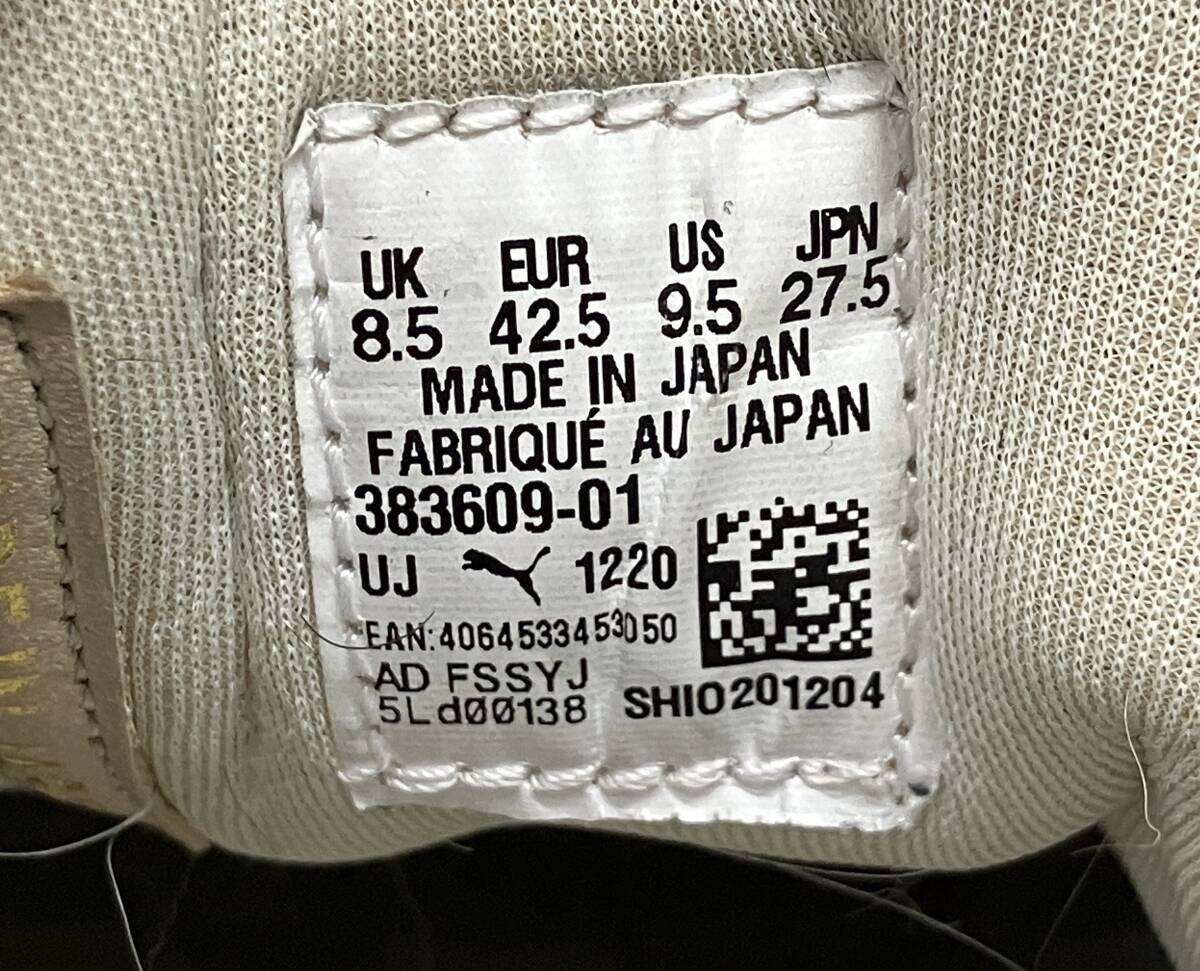 UK EUR US JPN
8.5 42.5 9.5 27.5
MADE IN JAPAN
FABRIQUÉ AU JAPAN
383609-01
UJ 1220
EAN:4064533453050
AD FSSYJ
5Ld00138 SHIO201204